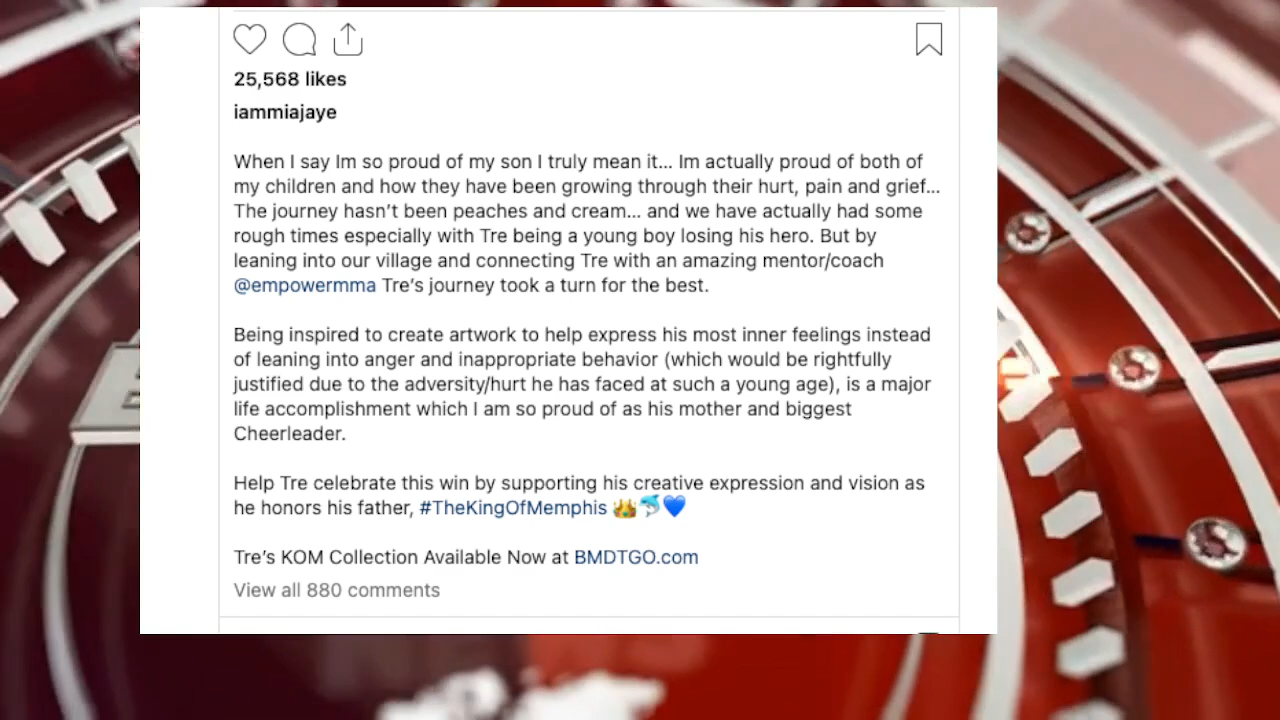 25,568 likes
iammiajaye
When I say Im so proud of my son I truly mean it... Im actually proud of both of
my children and how they have been growing through their hurt, pain and grief...
The journey hasn't been peaches and cream... and we have actually had some
rough times especially with Tre being a young boy losing his hero. But by
leaning into our village and connecting Tre with an amazing mentor/coach
@empowermma Tre's journey took a turn for the best.
Being inspired to create artwork to help express his most inner feelings instead
of leaning into anger and inappropriate behavior (which would be rightfully
justified due to the adversity/hurt he has faced at such a young age), is a major
life accomplishment which I am so proud of as his mother and biggest
Cheerleader.
Help Tre celebrate this win by supporting his creative expression and vision as
he honors his father, #TheKingOfMemphis 👑🐬💙
Tre's KOM Collection Available Now at BMDTGO.com
View all 880 comments